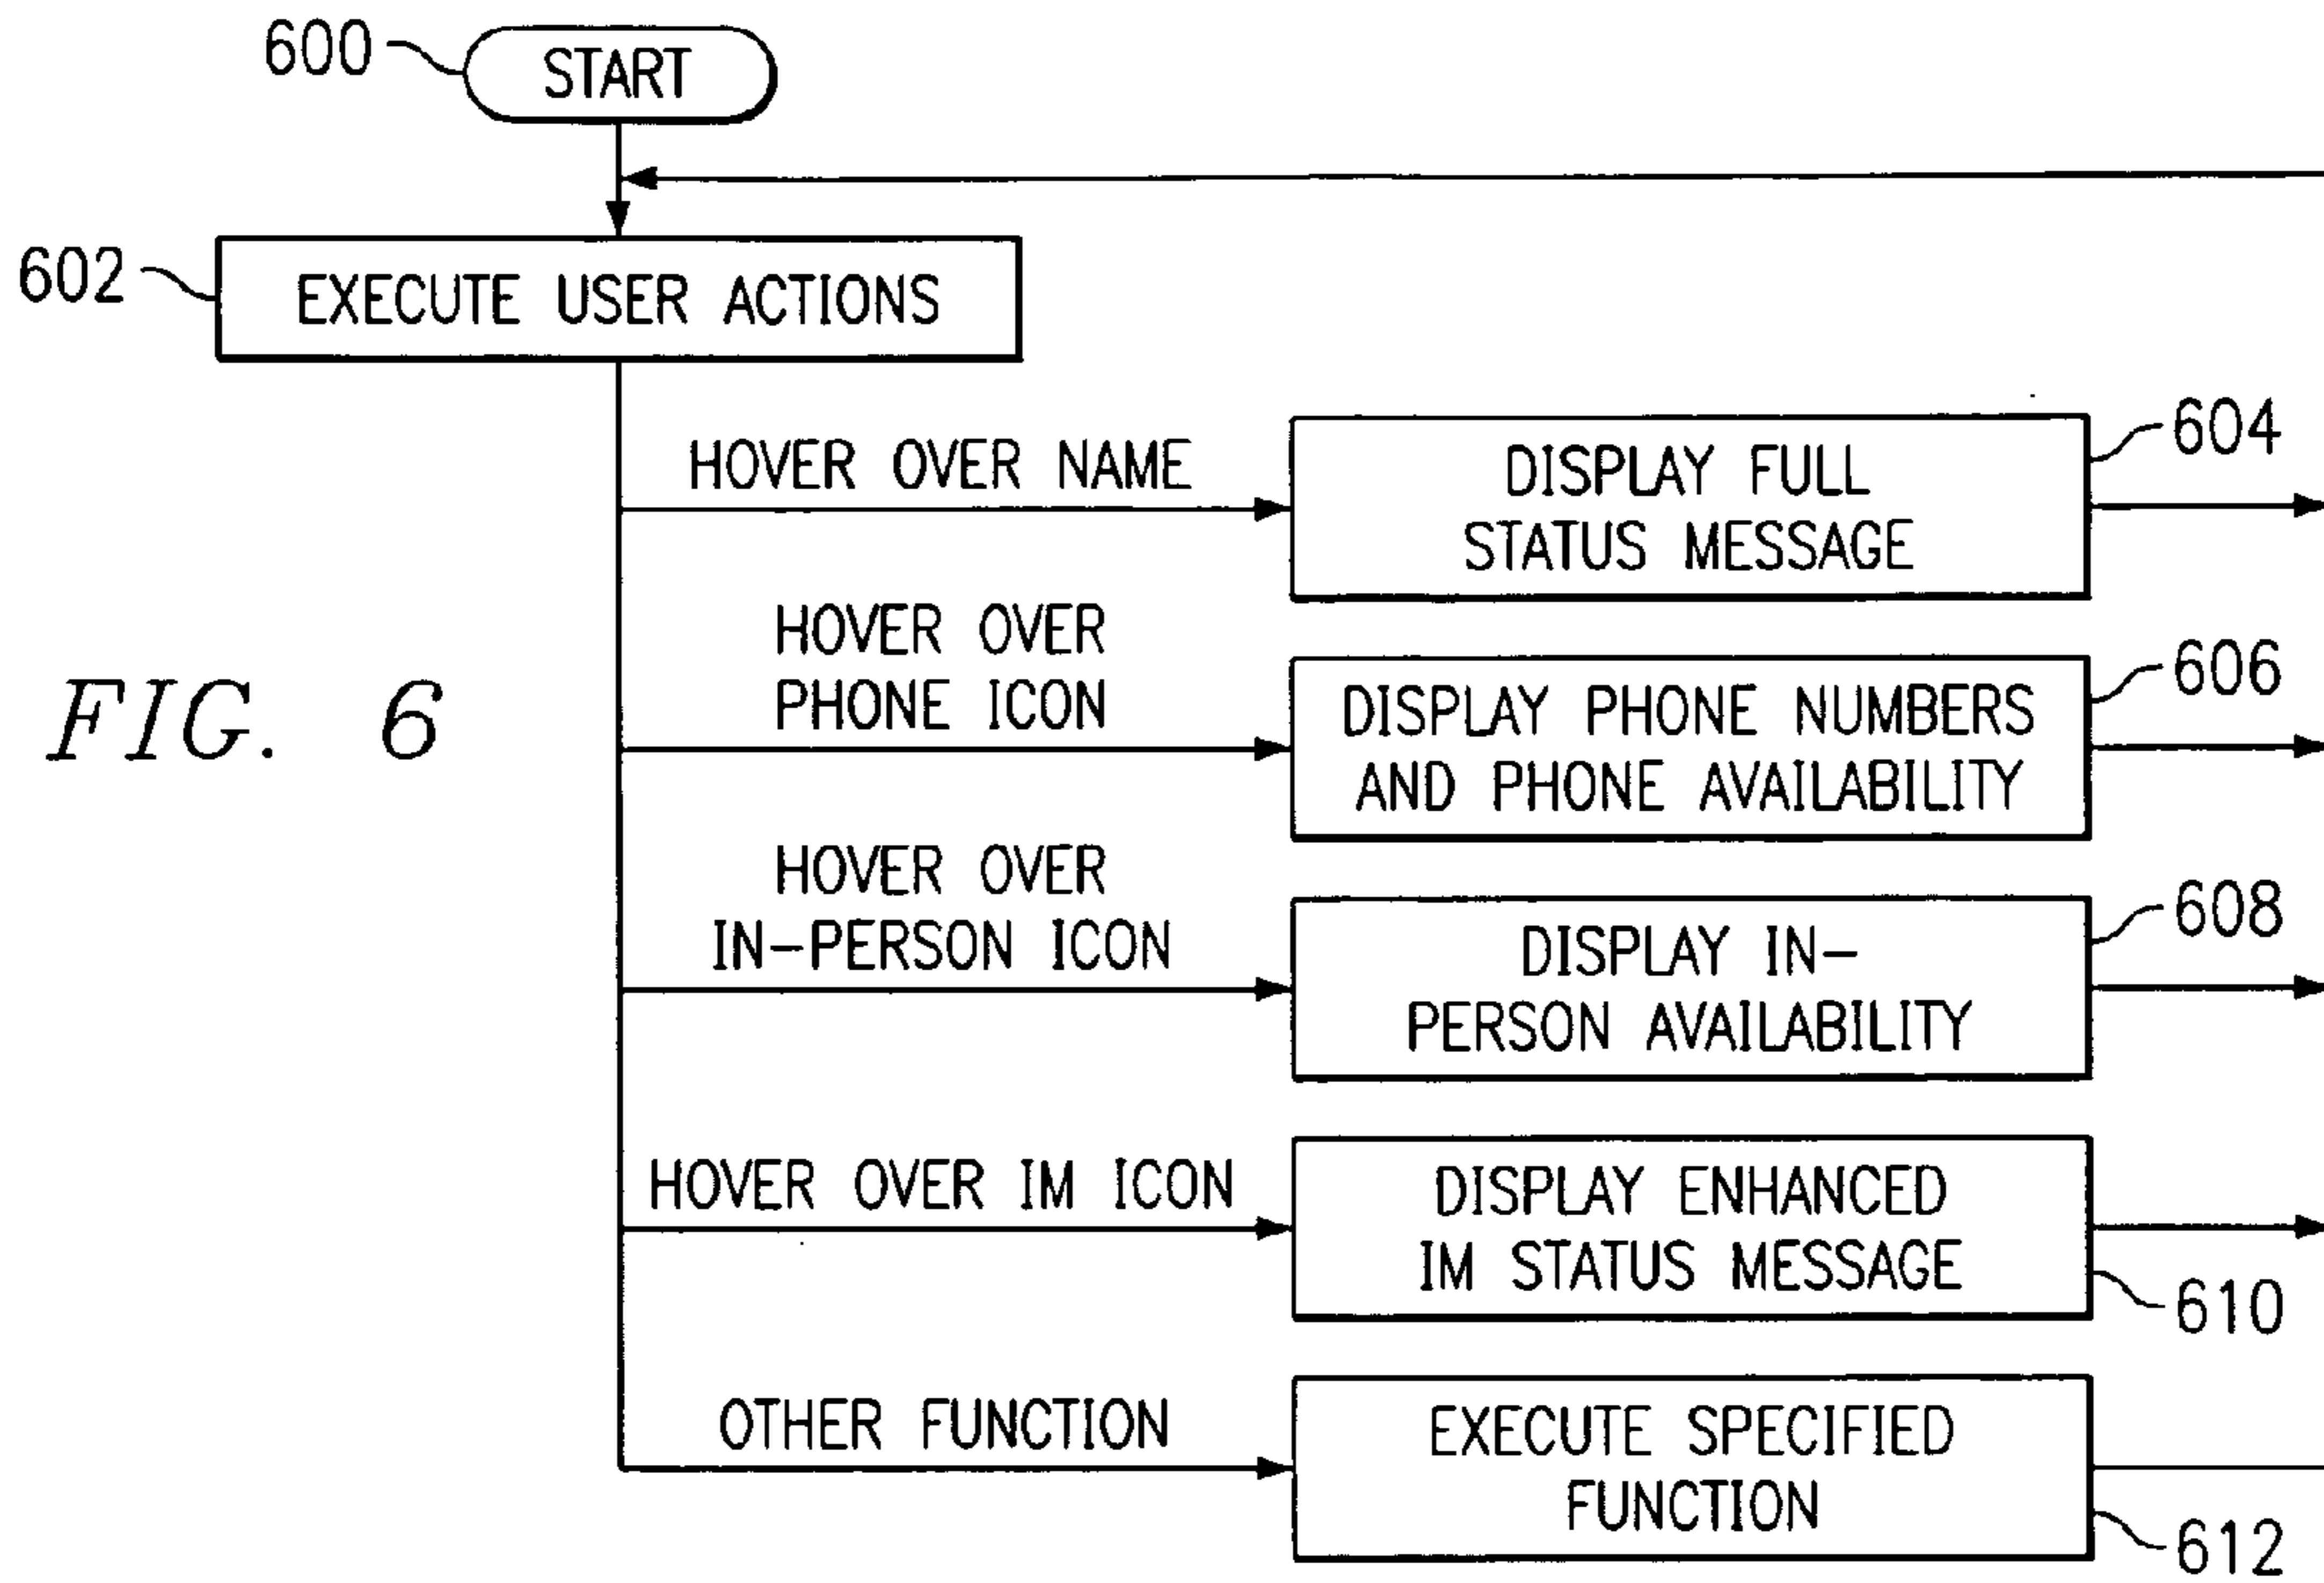 600
START
602
EXECUTE USER ACTIONS
HOVER OVER NAME
DISPLAY FULL
STATUS MESSAGE
604
HOVER OVER
PHONE ICON
DISPLAY PHONE NUMBERS
AND PHONE AVAILABILITY
606
FIG. 6
HOVER OVER
IN-PERSON ICON
DISPLAY IN-
PERSON AVAILABILITY
608
HOVER OVER IM ICON
DISPLAY ENHANCED
IM STATUS MESSAGE
610
OTHER FUNCTION
EXECUTE SPECIFIED
FUNCTION
612